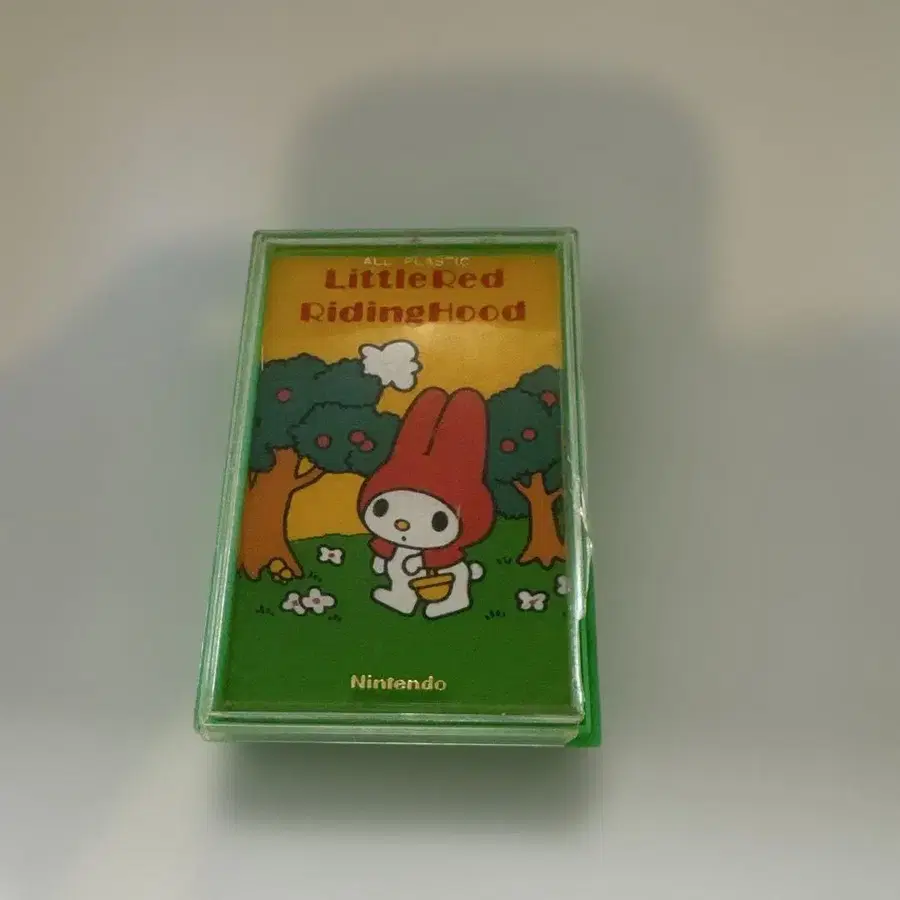 ALL PLASTIC
LittleRed
RidingHood
Nintendo